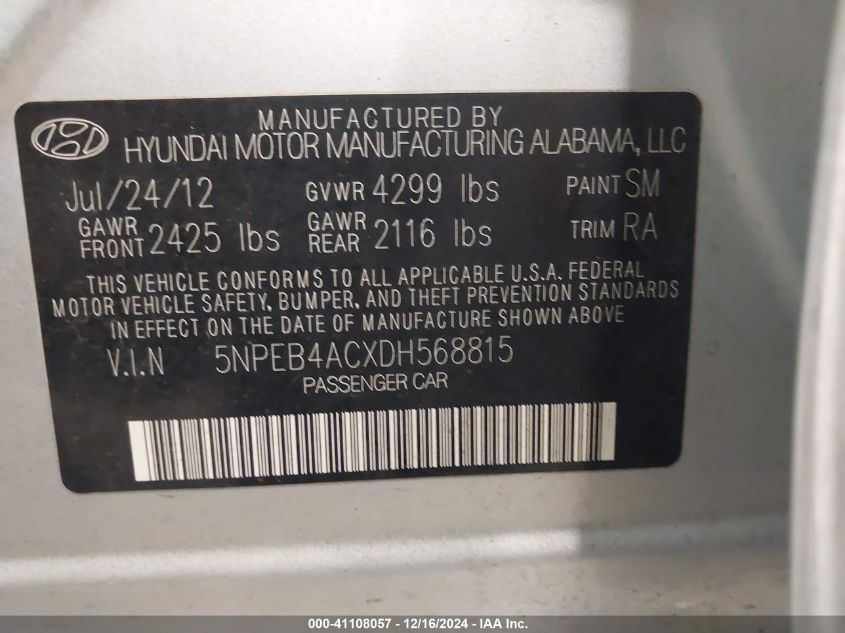 MANUFACTURED BY
HYUNDAI MOTOR MANUFACTURING ALABAMA, LLC
Jul/24/12 GVWR 4299 lbs PAINT SM
GAWR FRONT 2425 lbs GAWR REAR 2116 lbs TRIM RA
THIS VEHICLE CONFORMS TO ALL APPLICABLE U.S.A. FEDERAL
MOTOR VEHICLE SAFETY, BUMPER, AND THEFT PREVENTION STANDARDS
IN EFFECT ON THE DATE OF MANUFACTURE SHOWN ABOVE
V.I.N 5NPEB4ACXDH568815
PASSENGER CAR
000-41108057 - 12/16/2024 - IAA Inc.